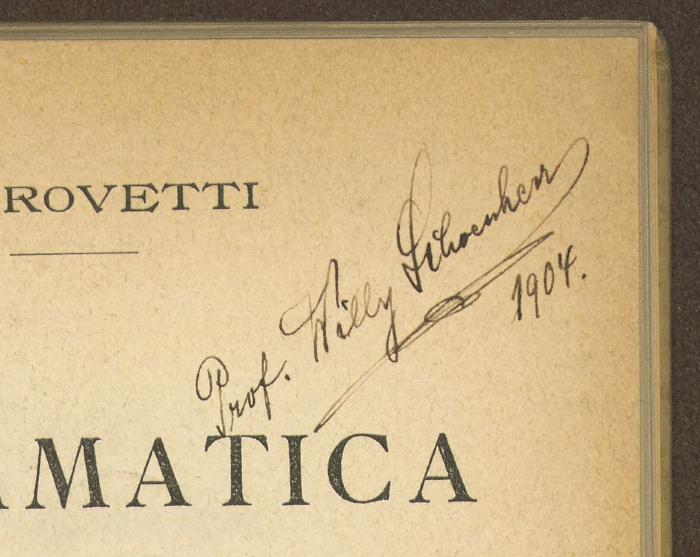 ROVETTI
Prof. Willy Schoenherr
1904.
AMATICA